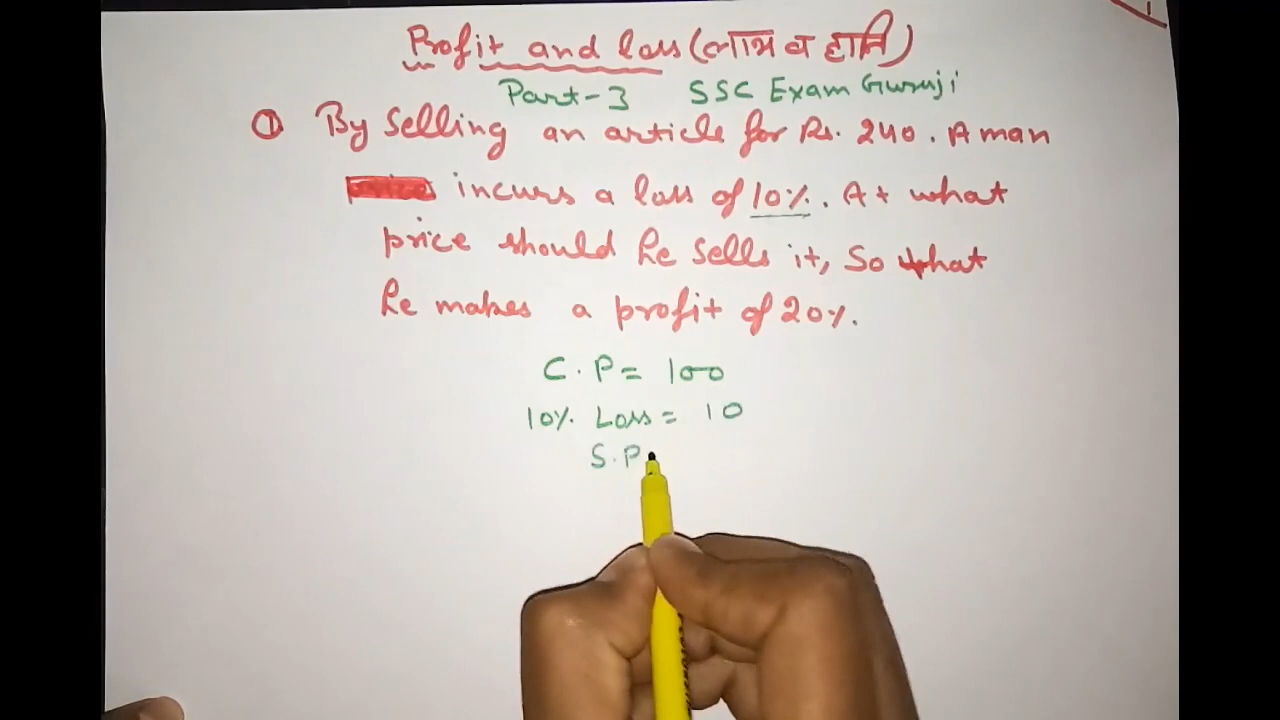 Profit and loss (लाभ व हानि)
Part-3 SSC Exam Guruji
① By Selling an article for Rs. 240. A man
incurs a loss of 10%. At what
price should he sells it, So that
he makes a profit of 20%.
C.P = 100
10% Loss = 10
S.P